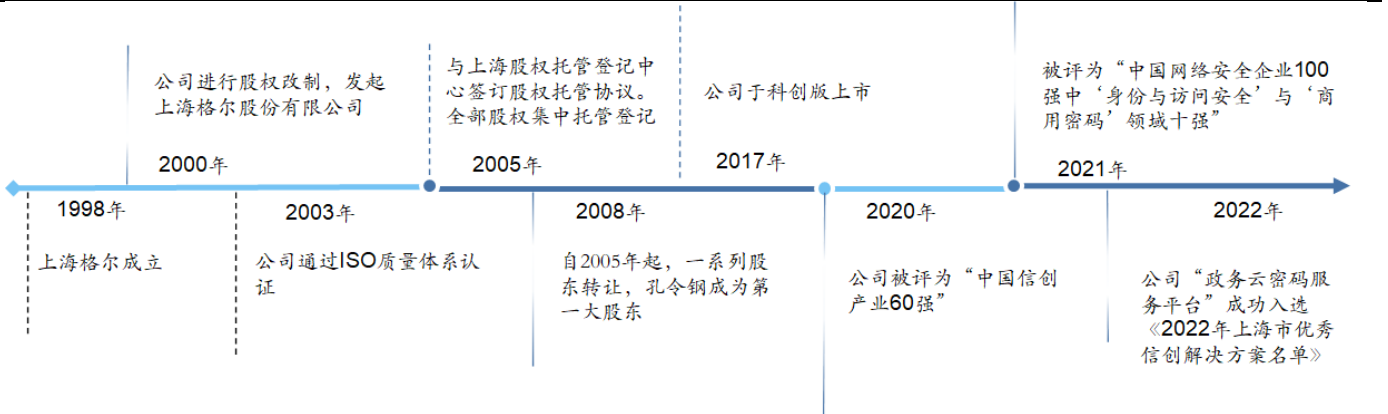 1998年
上海格尔成立
公司进行股权改制，发起
上海格尔股份有限公司
2000年
2003年
公司通过ISO质量体系认
证
与上海股权托管登记中
心签订股权托管协议。
全部股权集中托管登记
2005年
2008年
自2005年起，一系列股
东转让，孔令钢成为第
一大股东
公司于科创版上市
2017年
2020年
公司被评为“中国信创
产业60强”
被评为“中国网络安全企业100
强中‘身份与访问安全’与‘商
用密码’领域十强”
2021年
2022年
公司“政务云密码服
务平台”成功入选
《2022年上海市优秀
信创解决方案名单》